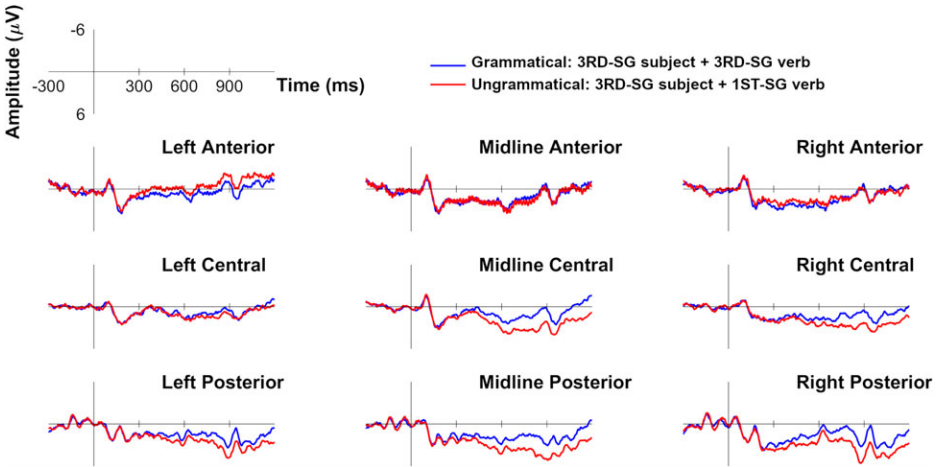 Amplitude (μV)
-6
6
-300
300
600
900
Time (ms)
Grammatical: 3RD-SG subject + 3RD-SG verb
Ungrammatical: 3RD-SG subject + 1ST-SG verb
Left Anterior
Midline Anterior
Right Anterior
Left Central
Midline Central
Right Central
Left Posterior
Midline Posterior
Right Posterior